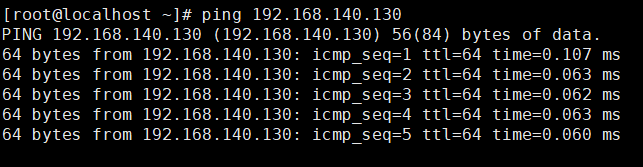 [root@localhost ~]# ping 192.168.140.130
PING 192.168.140.130 (192.168.140.130) 56(84) bytes of data.
64 bytes from 192.168.140.130: icmp_seq=1 ttl=64 time=0.107 ms
64 bytes from 192.168.140.130: icmp_seq=2 ttl=64 time=0.063 ms
64 bytes from 192.168.140.130: icmp_seq=3 ttl=64 time=0.062 ms
64 bytes from 192.168.140.130: icmp_seq=4 ttl=64 time=0.063 ms
64 bytes from 192.168.140.130: icmp_seq=5 ttl=64 time=0.060 ms